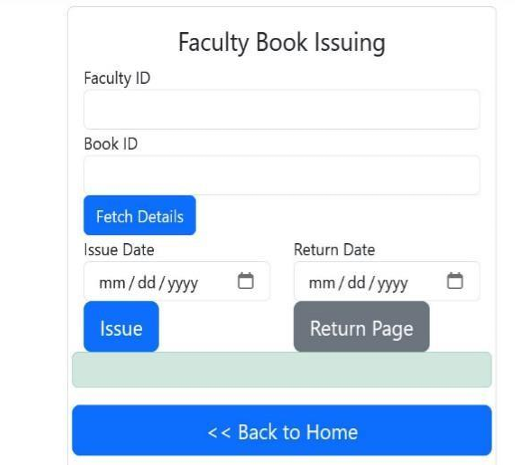 Faculty Book Issuing
Faculty ID
Book ID
Fetch Details
Issue Date Return Date
mm/dd/yyyy mm/dd/yyyy
Issue Return Page
<< Back to Home